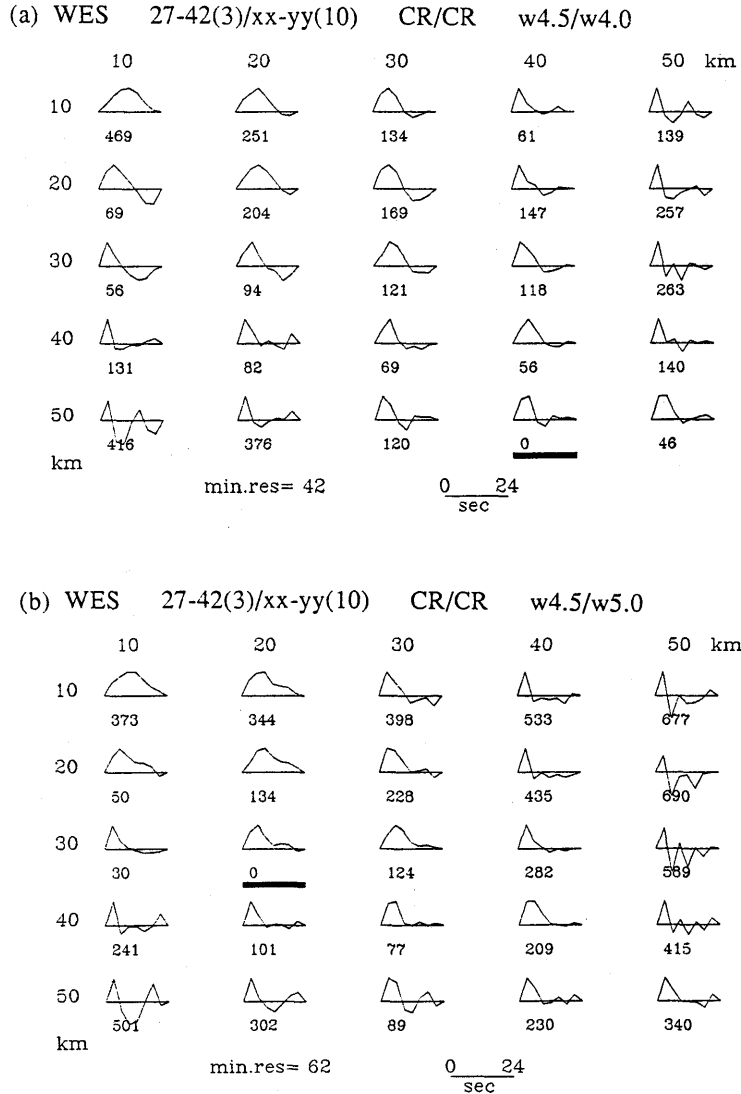 (a) WES 27-42(3)/xx-yy(10) CR/CR w4.5/w4.0
10 20 30 40 50 km
10
469 251 134 61 139
20
69 204 169 147 257
30
56 94 121 118 263
40
131 82 69 56 140
50
416 376 120 0 46
km
min.res= 42 0 24
sec
(b) WES 27-42(3)/xx-yy(10) CR/CR w4.5/w5.0
10 20 30 40 50 km
10
373 344 398 533 677
20
50 134 228 435 690
30
30 0 124 282 589
40
241 101 77 209 415
50
501 302 89 230 340
km
min.res= 62 0 24
sec